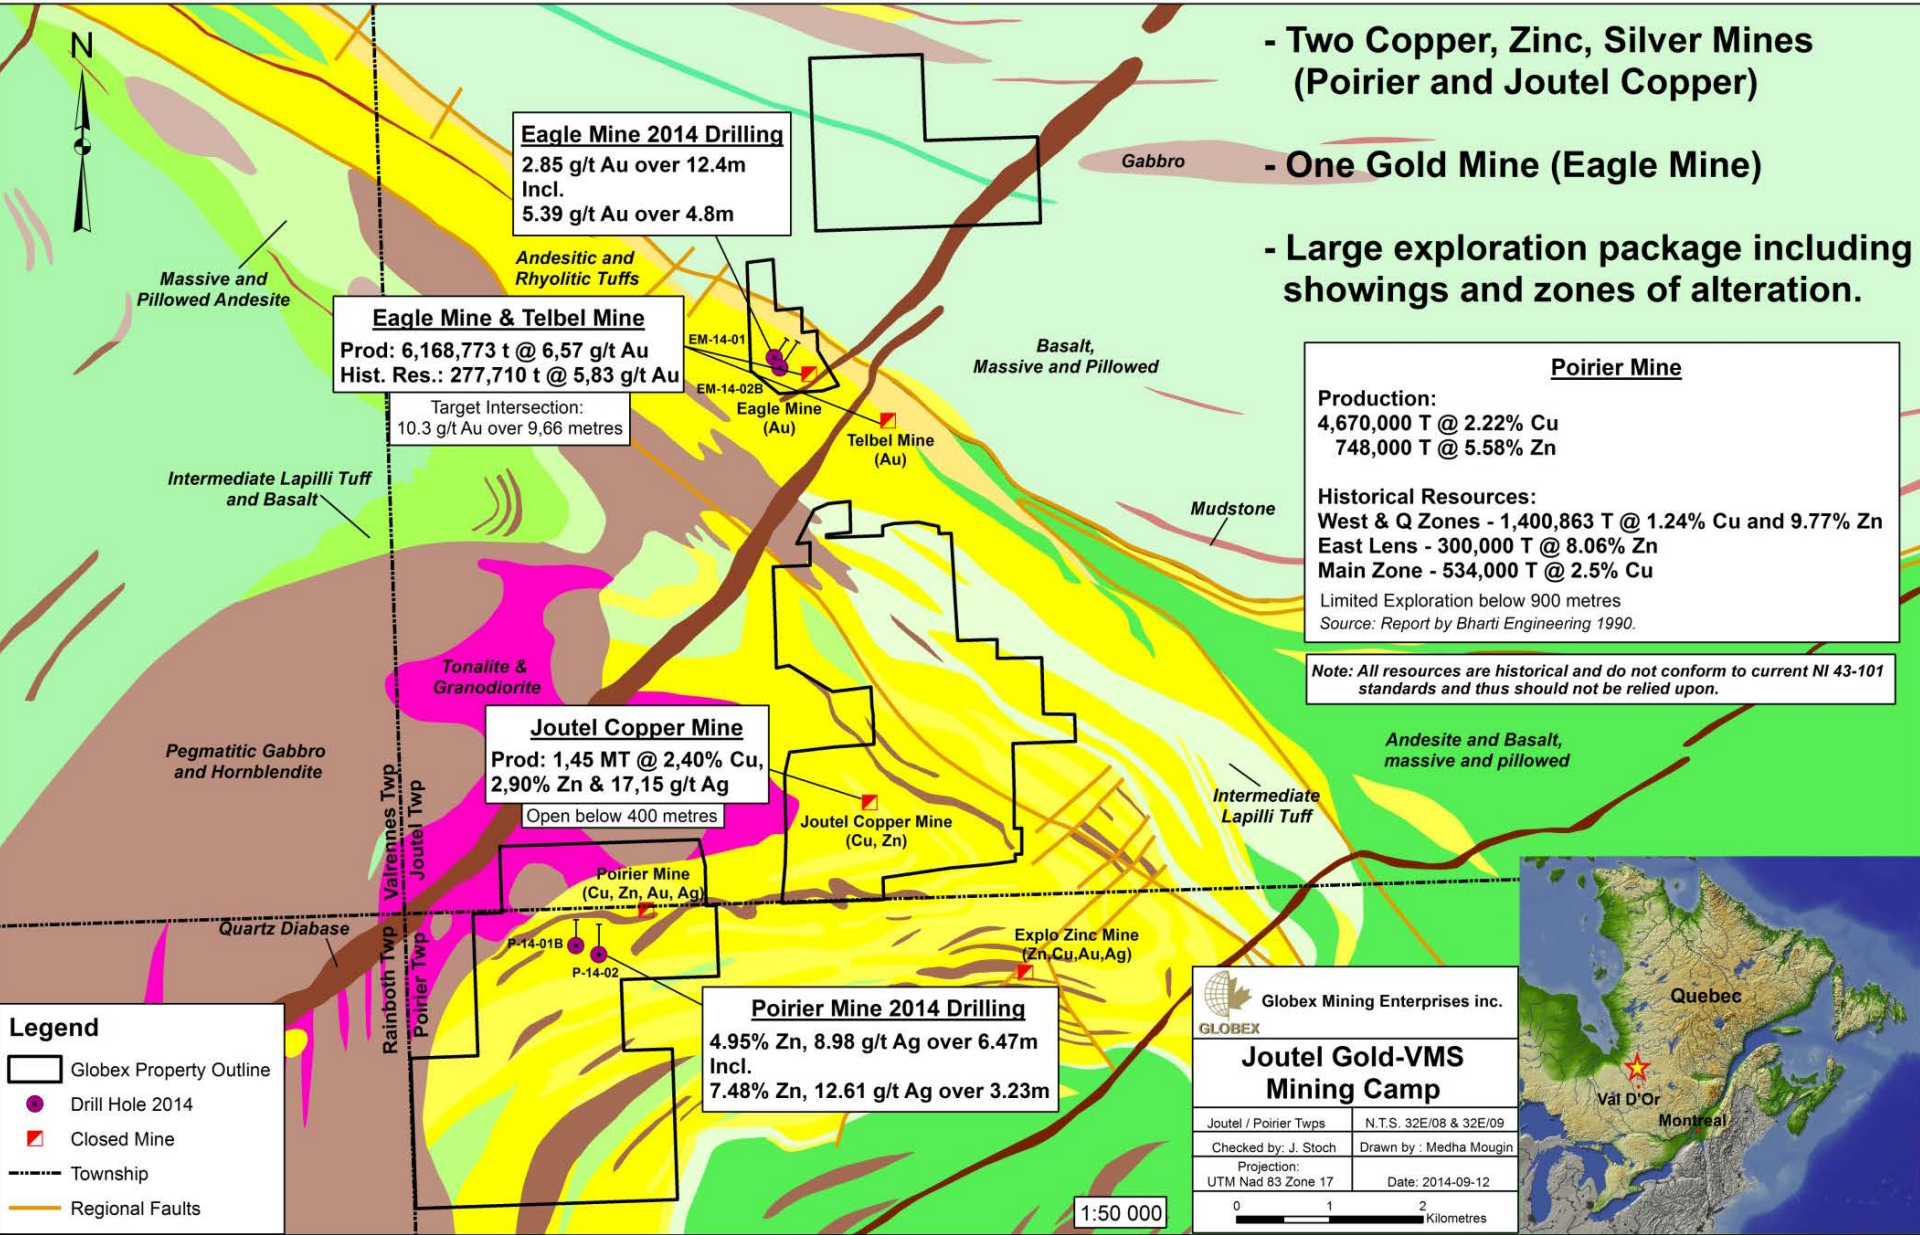 - Two Copper, Zinc, Silver Mines
(Poirier and Joutel Copper)
- One Gold Mine (Eagle Mine)
- Large exploration package including
showings and zones of alteration.
N
Eagle Mine 2014 Drilling
2.85 g/t Au over 12.4m
Incl.
5.39 g/t Au over 4.8m
Gabbro
Andesitic and
Rhyolitic Tuffs
Massive and
Pillowed Andesite
Eagle Mine & Telbel Mine
Prod: 6,168,773 t @ 6,57 g/t Au
Hist. Res.: 277,710 t @ 5,83 g/t Au
Target Intersection:
10.3 g/t Au over 9,66 metres
EM-14-01
EM-14-02B
Eagle Mine
(Au)
Telbel Mine
(Au)
Basalt,
Massive and Pillowed
Intermediate Lapilli Tuff
and Basalt
Mudstone
Poirier Mine
Production:
4,670,000 T @ 2.22% Cu
748,000 T @ 5.58% Zn
Historical Resources:
West & Q Zones - 1,400,863 T @ 1.24% Cu and 9.77% Zn
East Lens - 300,000 T @ 8.06% Zn
Main Zone - 534,000 T @ 2.5% Cu
Limited Exploration below 900 metres
Source: Report by Bharti Engineering 1990.
Note: All resources are historical and do not conform to current NI 43-101
standards and thus should not be relied upon.
Tonalite &
Granodiorite
Pegmatitic Gabbro
and Hornblendite
Joutel Copper Mine
Prod: 1,45 MT @ 2,40% Cu,
2,90% Zn & 17,15 g/t Ag
Open below 400 metres
Joutel Copper Mine
(Cu, Zn)
Andesite and Basalt,
massive and pillowed
Intermediate
Lapilli Tuff
Valrennes Twp
Joutel Twp
Rainboth Twp
Poirier Twp
Poirier Mine
(Cu, Zn, Au, Ag)
Quartz Diabase
P-14-01B
P-14-02
Explo Zinc Mine
(Zn,Cu,Au,Ag)
Poirier Mine 2014 Drilling
4.95% Zn, 8.98 g/t Ag over 6.47m
Incl.
7.48% Zn, 12.61 g/t Ag over 3.23m
Legend
Globex Property Outline
Drill Hole 2014
Closed Mine
Township
Regional Faults
1:50 000
GLOBEX
Globex Mining Enterprises inc.
Joutel Gold-VMS
Mining Camp
Joutel / Poirier Twps
N.T.S. 32E/08 & 32E/09
Checked by: J. Stoch
Drawn by : Medha Mougin
Projection:
UTM Nad 83 Zone 17
Date: 2014-09-12
0 1 2
Kilometres
Quebec
Val D'Or
Montreal